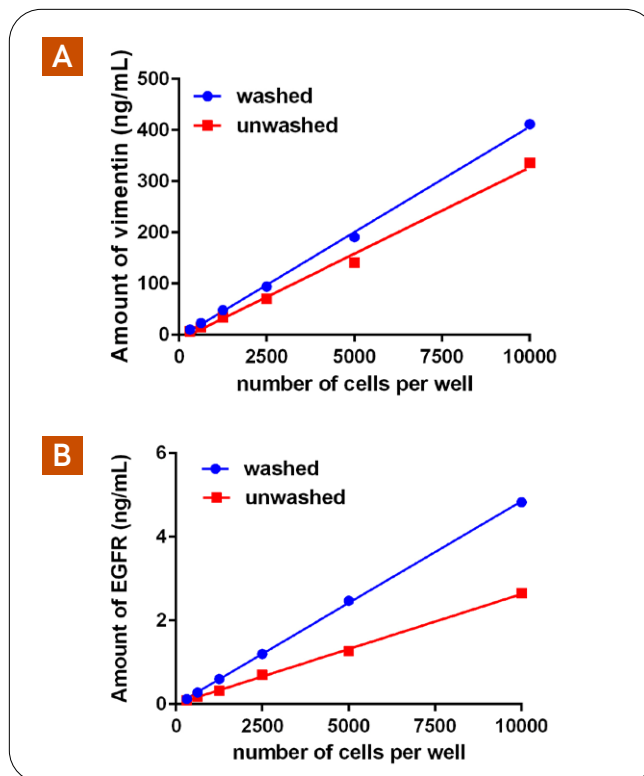 A
Amount of vimentin (ng/mL)
500
400
300
200
100
0
washed
unwashed
0 2500 5000 7500 10000
number of cells per well
B
Amount of EGFR (ng/mL)
6
4
2
0
washed
unwashed
0 2500 5000 7500 10000
number of cells per well